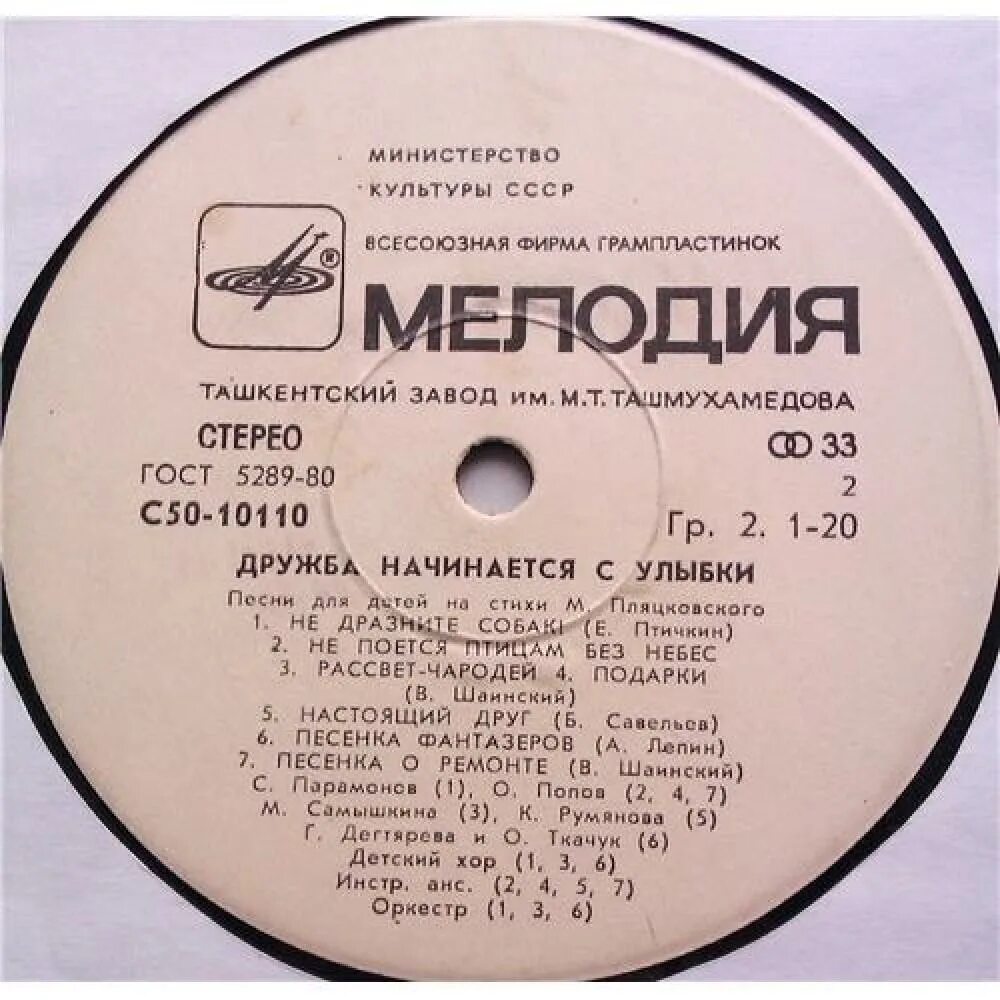 МИНИСТЕРСТВО
КУЛЬТУРЫ СССР
ВСЕСОЮЗНАЯ ФИРМА ГРАМПЛАСТИНОК
®
МЕЛОДИЯ
ТАШКЕНТСКИЙ ЗАВОД им. М.Т. ТАШМУХАМЕДОВА
СТЕРЕО
33
ГОСТ 5289-80
2
С50-10110
Гр. 2. 1-20
ДРУЖБА НАЧИНАЕТСЯ С УЛЫБКИ
Песни для детей на стихи М. Пляцковского
1. НЕ ДРАЗНИТЕ СОБАК! (Е. Птичкин)
2. НЕ ПОЕТСЯ ПТИЦАМ БЕЗ НЕБЕС
3. РАССВЕТ-ЧАРОДЕЙ 4. ПОДАРКИ
(В. Шаинский)
5. НАСТОЯЩИЙ ДРУГ (Б. Савельев)
6. ПЕСЕНКА ФАНТАЗЕРОВ (А. Лепин)
7. ПЕСЕНКА О РЕМОНТЕ (В. Шаинский)
С. Парамонов (1), О. Попов (2, 4, 7)
М. Самышкина (3), К. Румянова (5)
Г. Дегтярева и О. Ткачук (6)
Детский хор (1, 3, 6)
Инстр. анс. (2, 4, 5, 7)
Оркестр (1, 3, 6)